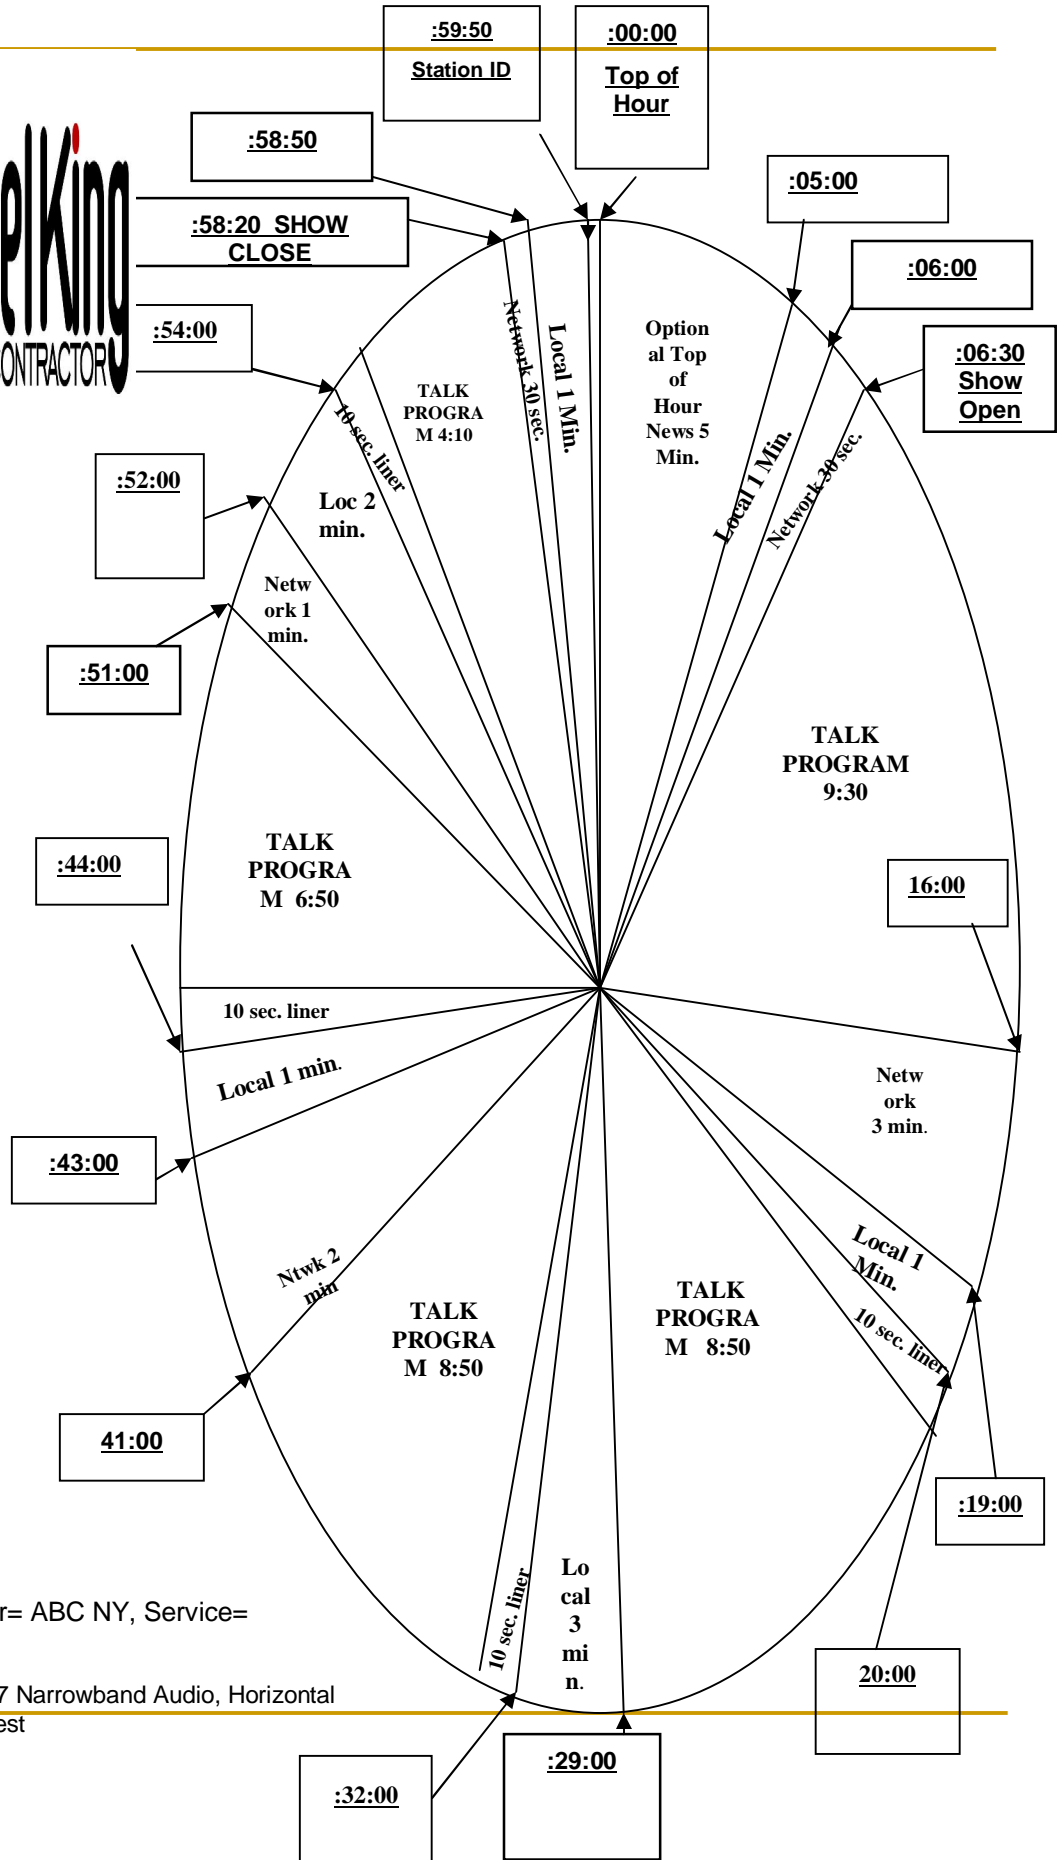 :59:50
Station ID
:00:00
Top of
Hour
:58:50
:05:00
:58:20 SHOW
CLOSE
:06:00
elKing
ONTRACTOR
:54:00
:06:30
Show
Open
Network 30 sec.
Local 1 Min.
Option
al Top
of
Hour
News 5
Min.
Local 1 Min.
Network 30 sec.
TALK
PROGRA
M 4:10
10 sec. liner
Loc 2
min.
:52:00
Netw
ork 1
min.
:51:00
TALK
PROGRAM
9:30
TALK
PROGRA
M 6:50
:44:00
16:00
10 sec. liner
Local 1 min.
Netw
ork
3 min.
:43:00
Ntwk 2
min
Local 1
Min.
10 sec. liner
TALK
PROGRA
M 8:50
TALK
PROGRA
M 8:50
41:00
:19:00
10 sec. liner
Lo
cal
3
mi
n.
r= ABC NY, Service=
20:00
7 Narrowband Audio, Horizontal
est
:29:00
:32:00